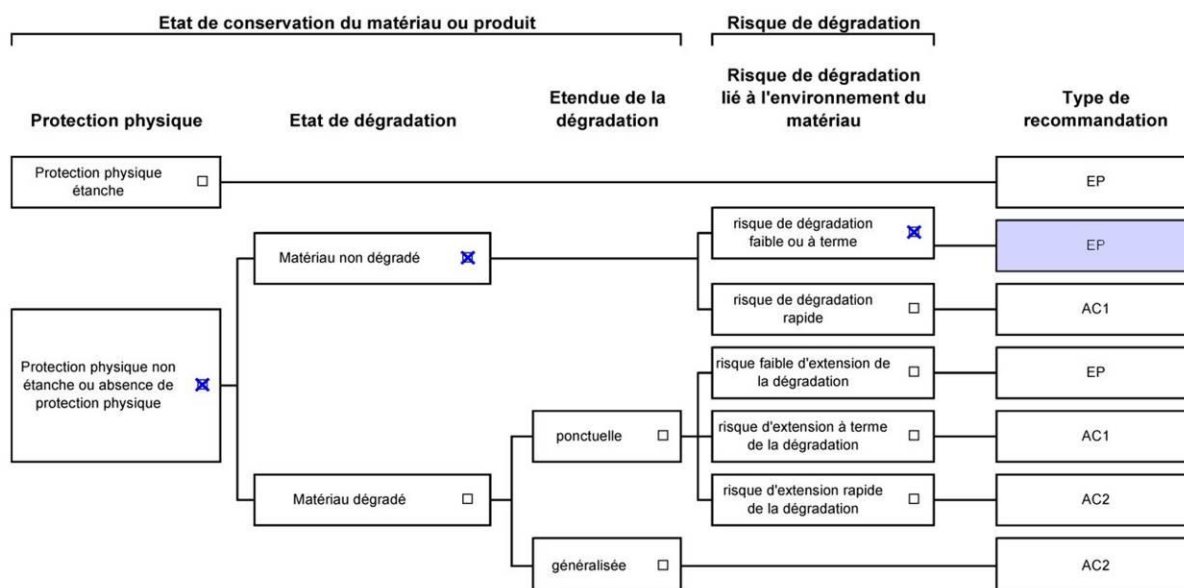 Etat de conservation du matériau ou produit
Risque de dégradation
Protection physique
Etat de dégradation
Etendue de la
dégradation
Risque de dégradation
lié à l'environnement du
matériau
Type de
recommandation
Protection physique
étanche
EP
risque de dégradation
faible ou à terme
EP
Matériau non dégradé
risque de dégradation
rapide
AC1
Protection physique non
étanche ou absence de
protection physique
risque faible d'extension de
la dégradation
EP
ponctuelle
risque d'extension à terme
de la dégradation
AC1
Matériau dégradé
risque d'extension rapide
de la dégradation
AC2
généralisée
AC2